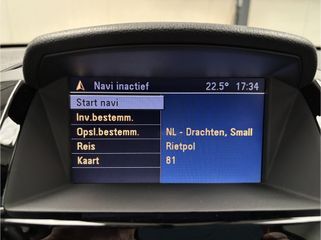 Navi inactief 22.5° 17:34
Start navi
Inv.bestemm.
Opsl.bestemm. NL - Drachten, Small
Reis Rietpol
Kaart 81